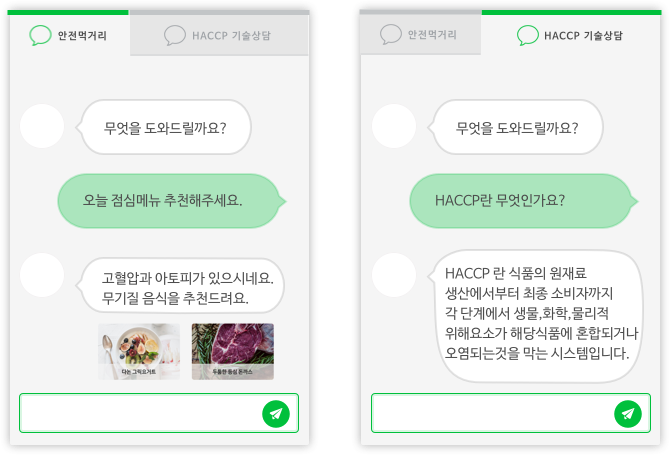 안전먹거리
HACCP 기술상담
무엇을 도와드릴까요?
오늘 점심메뉴 추천해주세요.
고혈압과 아토피가 있으시네요.
무기질 음식을 추천드려요.
다논 그릭요거트
두툼한 등심 돈까스
안전먹거리
HACCP 기술상담
무엇을 도와드릴까요?
HACCP란 무엇인가요?
HACCP 란 식품의 원재료
생산에서부터 최종 소비자까지
각 단계에서 생물,화학,물리적
위해요소가 해당식품에 혼합되거나
오염되는것을 막는 시스템입니다.